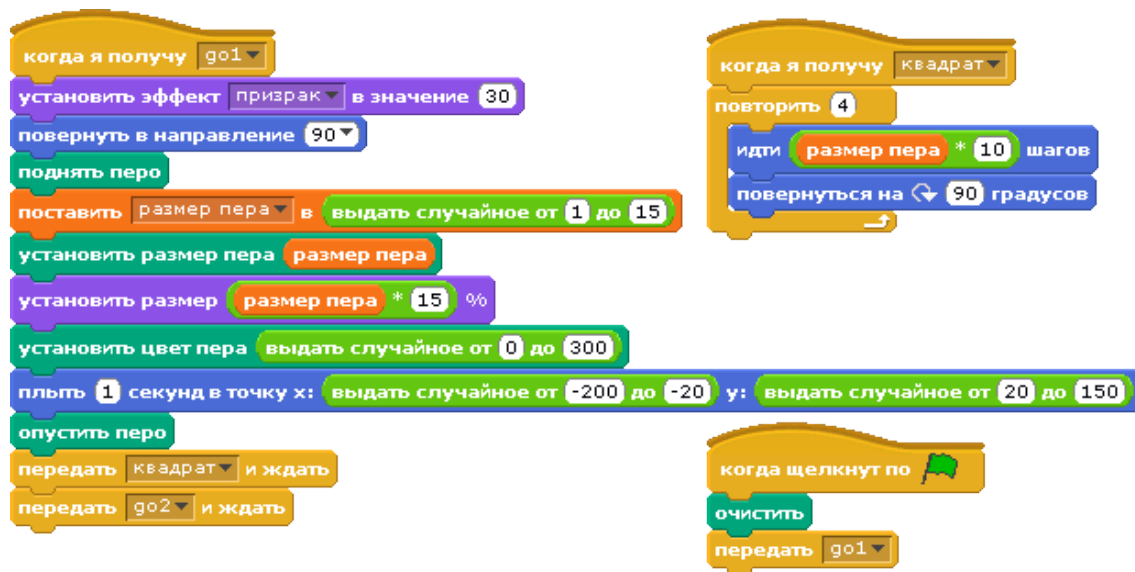 когда я получу go1
установить эффект призрак в значение 30
повернуть в направление 90
поднять перо
поставить размер пера в выдать случайное от 1 до 15
установить размер пера размер пера
установить размер размер пера * 15 %
установить цвет пера выдать случайное от 0 до 300
плыть 1 секунд в точку x: выдать случайное от -200 до -20 y: выдать случайное от 20 до 150
опустить перо
передать квадрат и ждать
передать go2 и ждать
когда я получу квадрат
повторить 4
идти размер пера * 10 шагов
повернуться на 90 градусов
когда щелкнут по
очистить
передать go1